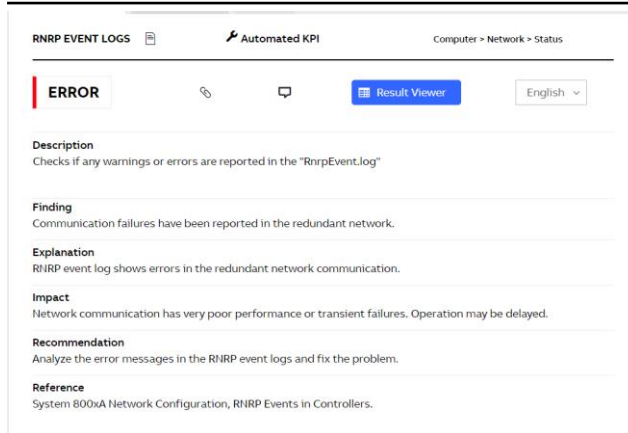 RNRP EVENT LOGS Automated KPI Computer > Network > Status
ERROR Result Viewer English
Description
Checks if any warnings or errors are reported in the "RnrpEvent.log"
Finding
Communication failures have been reported in the redundant network.
Explanation
RNRP event log shows errors in the redundant network communication.
Impact
Network communication has very poor performance or transient failures. Operation may be delayed.
Recommendation
Analyze the error messages in the RNRP event logs and fix the problem.
Reference
System 800xA Network Configuration, RNRP Events in Controllers.